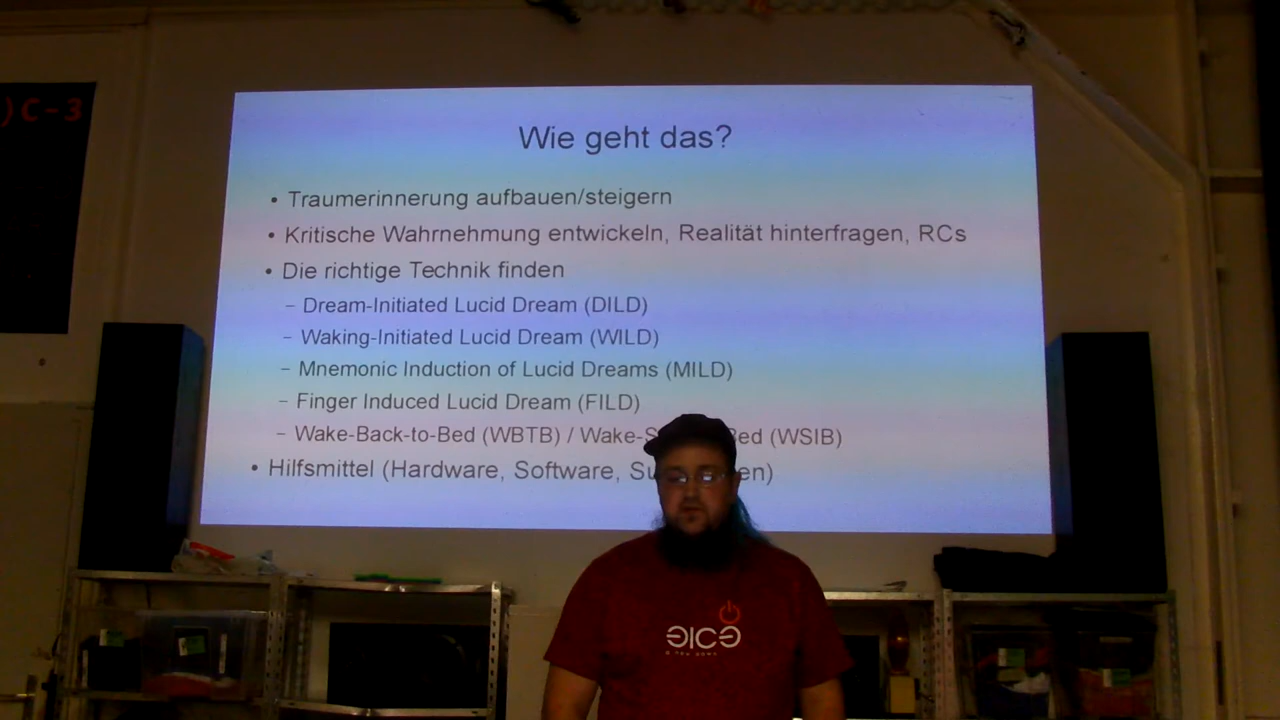 )C-3
Wie geht das?
• Traumerinnerung aufbauen/steigern
• Kritische Wahrnehmung entwickeln, Realität hinterfragen, RCs
• Die richtige Technik finden
– Dream-Initiated Lucid Dream (DILD)
– Waking-Initiated Lucid Dream (WILD)
– Mnemonic Induction of Lucid Dreams (MILD)
– Finger Induced Lucid Dream (FILD)
– Wake-Back-to-Bed (WBTB) / Wake-S ed (WSIB)
• Hilfsmittel (Hardware, Software, Su en)